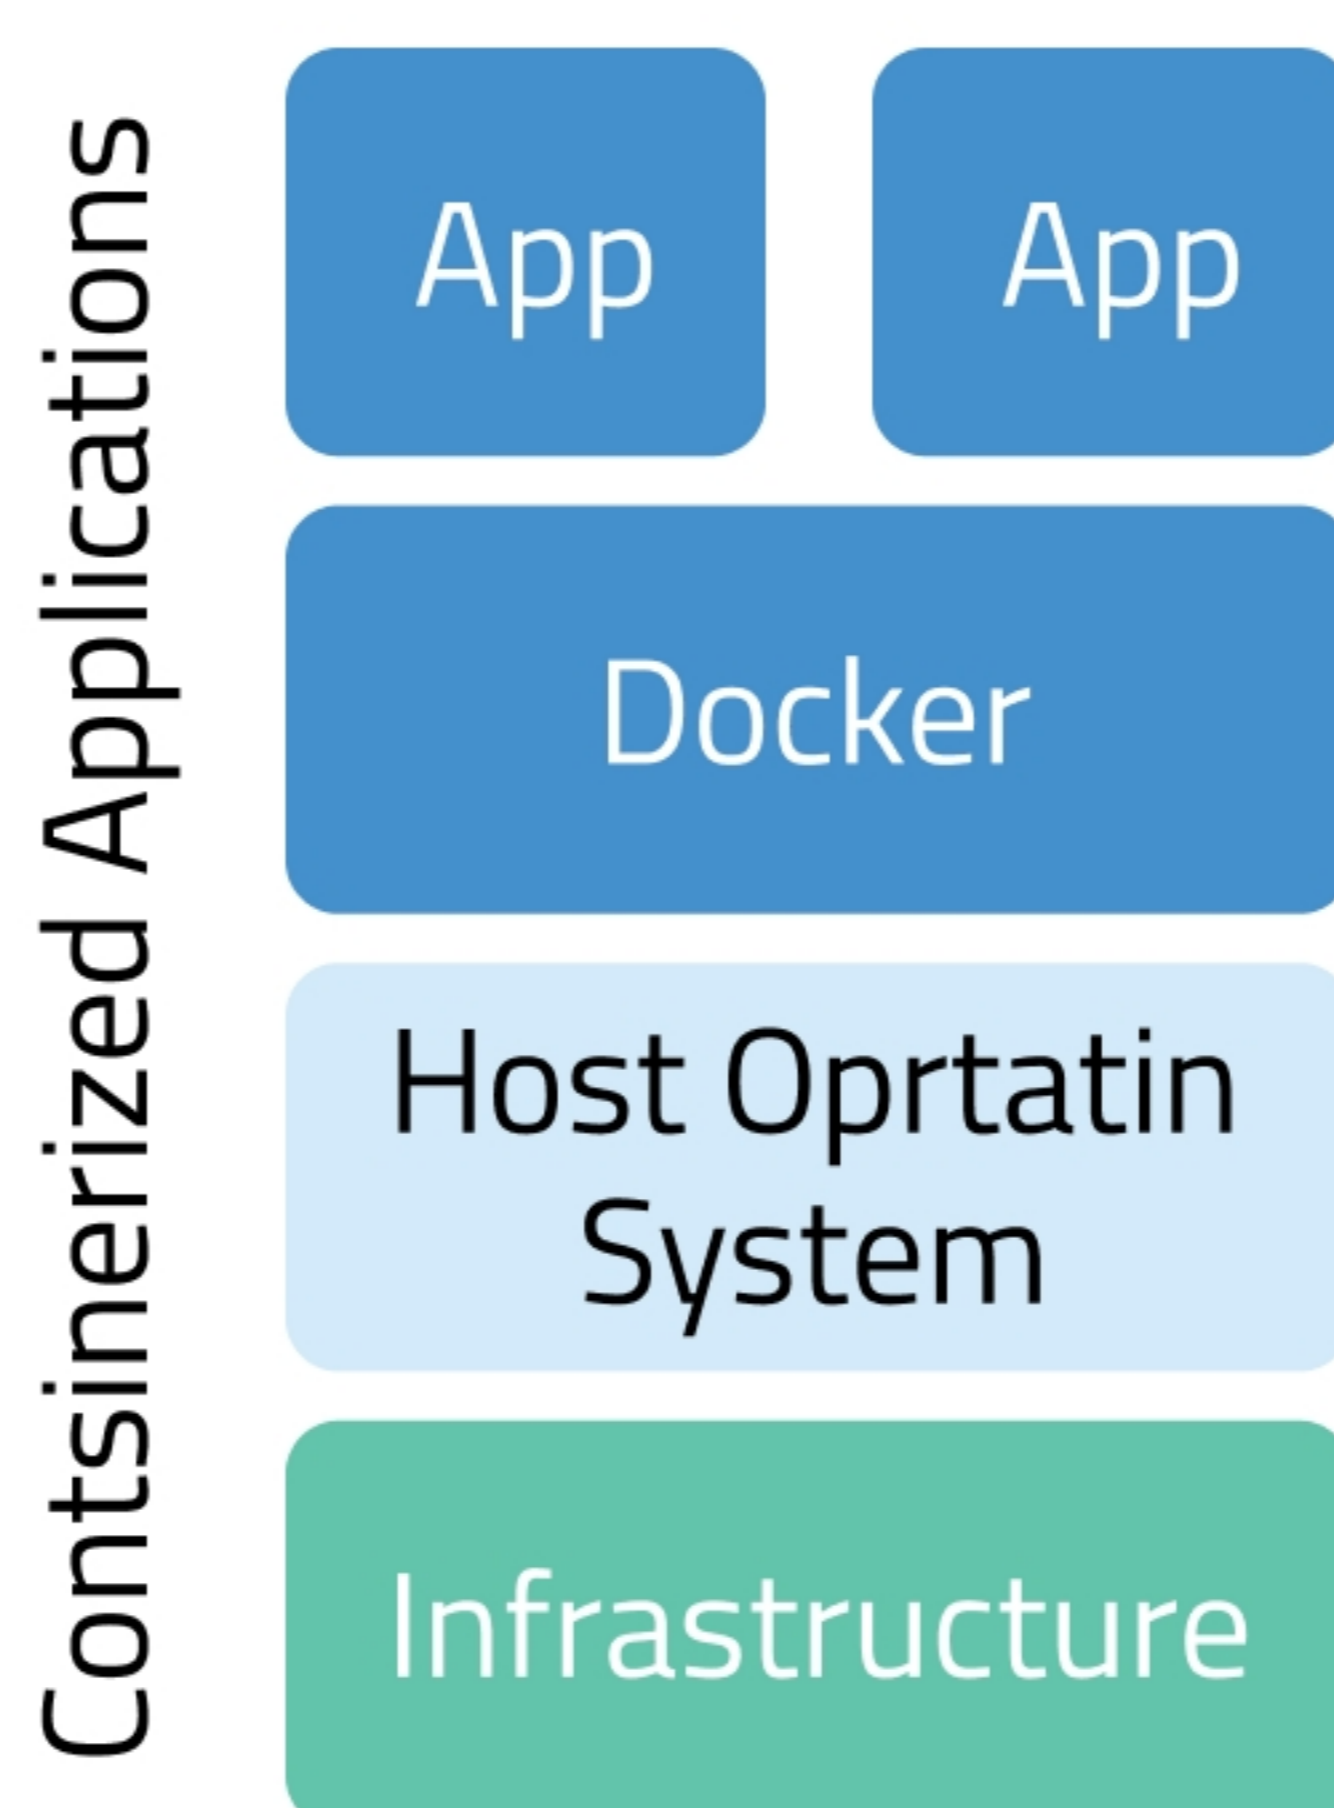 Contsinerized Applications
App
App
Docker
Host Oprtatin
System
Infrastructure